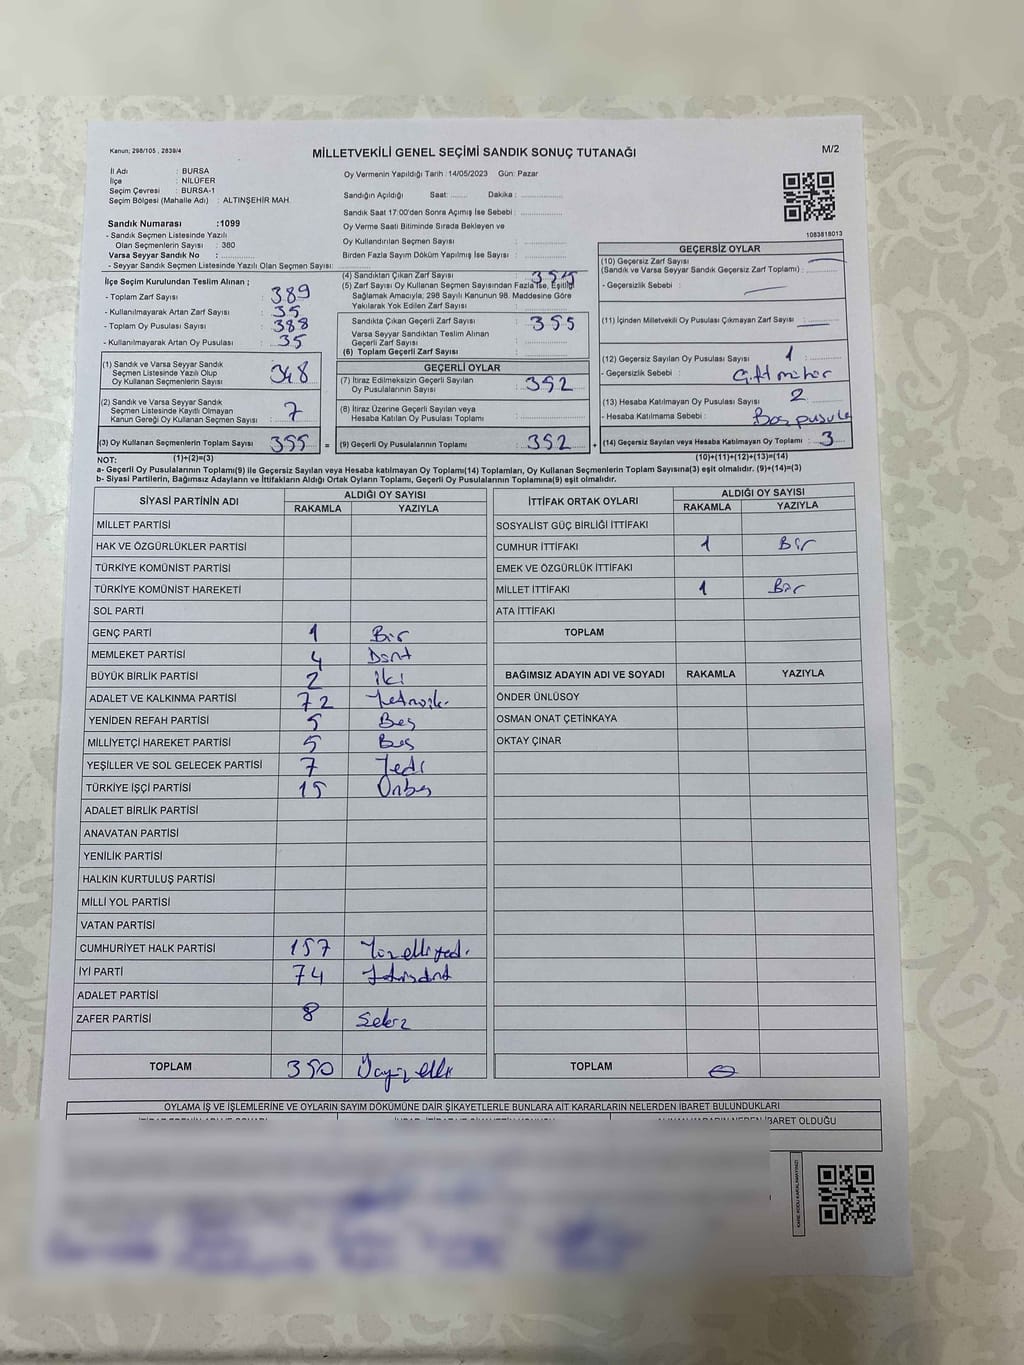 Kanun; 298/105 , 2839/4
MİLLETVEKİLİ GENEL SEÇİMİ SANDIK SONUÇ TUTANAĞI
M/2
İl Adı : BURSA
İlçe : NİLÜFER
Seçim Çevresi : BURSA-1
Seçim Bölgesi (Mahalle Adı) : ALTINŞEHİR MAH.
Sandık Numarası :1099
- Sandık Seçmen Listesinde Yazılı
Olan Seçmenlerin Sayısı : 380
Varsa Seyyar Sandık No :
- Seyyar Sandık Seçmen Listesinde Yazılı Olan Seçmen Sayısı:
İlçe Seçim Kurulundan Teslim Alınan ;
- Toplam Zarf Sayısı : 389
- Kullanılmayarak Artan Zarf Sayısı : 35
- Toplam Oy Pusulası Sayısı : 388
- Kullanılmayarak Artan Oy Pusulası : 35
(1) Sandık ve Varsa Seyyar Sandık
Seçmen Listesinde Yazılı Olup
Oy Kullanan Seçmenlerin Sayısı : 348
(2) Sandık ve Varsa Seyyar Sandık
Seçmen Listesinde Kaydı Olmayan
Kanun Gereği Oy Kullanan Seçmen Sayısı : 7
(3) Oy Kullanan Seçmenlerin Toplam Sayısı : 355 =
Oy Vermenin Yapıldığı Tarih : 14/05/2023 Gün: Pazar
Sandığın Açıldığı Saat: Dakika :
Sandık Saat 17:00'den Sonra Açılmış İse Sebebi :
Oy Verme Saati Bitiminde Sırada Bekleyen ve
Oy Kullandırılan Seçmen Sayısı :
Birden Fazla Sayım Döküm Yapılmış İse Sayısı :
(4) Sandıktan Çıkan Zarf Sayısı : 355
(5) Zarf Sayısı Oy Kullanan Seçmen Sayısından Fazla İse, Eşitliği
Sağlamak Amacıyla; 298 Sayılı Kanunun 98. Maddesine Göre
Yakılarak Yok Edilen Zarf Sayısı :
Sandıkta Çıkan Geçerli Zarf Sayısı : 355
Varsa Seyyar Sandıktan Teslim Alınan
Geçerli Zarf Sayısı :
(6) Toplam Geçerli Zarf Sayısı :
GEÇERLİ OYLAR
(7) İtiraz Edilmeksizin Geçerli Sayılan
Oy Pusulalarının Sayısı : 352
(8) İtiraz Üzerine Geçerli Sayılan veya
Hesaba Katılan Oy Pusulası Toplamı :
(9) Geçerli Oy Pusulalarının Toplamı : 352 +
1083818013
GEÇERSİZ OYLAR
(10) Geçersiz Zarf Sayısı
(Sandık ve Varsa Seyyar Sandık Geçersiz Zarf Toplamı) :
- Geçersizlik Sebebi :
(11) İçinden Milletvekili Oy Pusulası Çıkmayan Zarf Sayısı :
(12) Geçersiz Sayılan Oy Pusulası Sayısı : 1
- Geçersizlik Sebebi : Çift mühür
(13) Hesaba Katılmayan Oy Pusulası Sayısı : 2
- Hesaba Katılmama Sebebi : Boş pusula
(14) Geçersiz Sayılan veya Hesaba Katılmayan Oy Toplamı : 3
NOT: (1)+(2)=(3) (10)+(11)+(12)+(13)=(14)
a- Geçerli Oy Pusulalarının Toplamı(9) ile Geçersiz Sayılan veya Hesaba katılmayan Oy Toplamı(14) Toplamları, Oy Kullanan Seçmenlerin Toplam Sayısına(3) eşit olmalıdır. (9)+(14)=(3)
b- Siyasi Partilerin, Bağımsız Adayların ve İttifakların Aldığı Ortak Oyların Toplamı, Geçerli Oy Pusulalarının Toplamına(9) eşit olmalıdır.
SİYASİ PARTİNİN ADI ALDIĞI OY SAYISI
RAKAMLA YAZIYLA
MİLLET PARTİSİ
HAK VE ÖZGÜRLÜKLER PARTİSİ
TÜRKİYE KOMÜNİST PARTİSİ
TÜRKİYE KOMÜNİST HAREKETİ
SOL PARTİ
GENÇ PARTİ 1 Bir
MEMLEKET PARTİSİ 4 Dört
BÜYÜK BİRLİK PARTİSİ 2 iki
ADALET VE KALKINMA PARTİSİ 72
YENİDEN REFAH PARTİSİ 5 Beş
MİLLİYETÇİ HAREKET PARTİSİ 5 Beş
YEŞİLLER VE SOL GELECEK PARTİSİ 7 Yedi
TÜRKİYE İŞÇİ PARTİSİ 15 Onbeş
ADALET BİRLİK PARTİSİ
ANAVATAN PARTİSİ
YENİLİK PARTİSİ
HALKIN KURTULUŞ PARTİSİ
MİLLİ YOL PARTİSİ
VATAN PARTİSİ
CUMHURİYET HALK PARTİSİ 157 Yüzelliyedi
İYİ PARTİ 74
ADALET PARTİSİ
ZAFER PARTİSİ 8 Sekiz
TOPLAM 350 Üçyüz elli
İTTİFAK ORTAK OYLARI ALDIĞI OY SAYISI
RAKAMLA YAZIYLA
SOSYALİST GÜÇ BİRLİĞİ İTTİFAKI
CUMHUR İTTİFAKI 1 Bir
EMEK VE ÖZGÜRLÜK İTTİFAKI
MİLLET İTTİFAKI 1 Bir
ATA İTTİFAKI
TOPLAM
BAĞIMSIZ ADAYIN ADI VE SOYADI RAKAMLA YAZIYLA
ÖNDER ÜNLÜSOY
OSMAN ONAT ÇETİNKAYA
OKTAY ÇINAR
TOPLAM
OYLAMA İŞ VE İŞLEMLERİNE VE OYLARIN SAYIM DÖKÜMÜNE DAİR ŞİKAYETLERLE BUNLARA AİT KARARLARIN NELERDEN İBARET BULUNDUKLARI
İBARET OLDUĞU